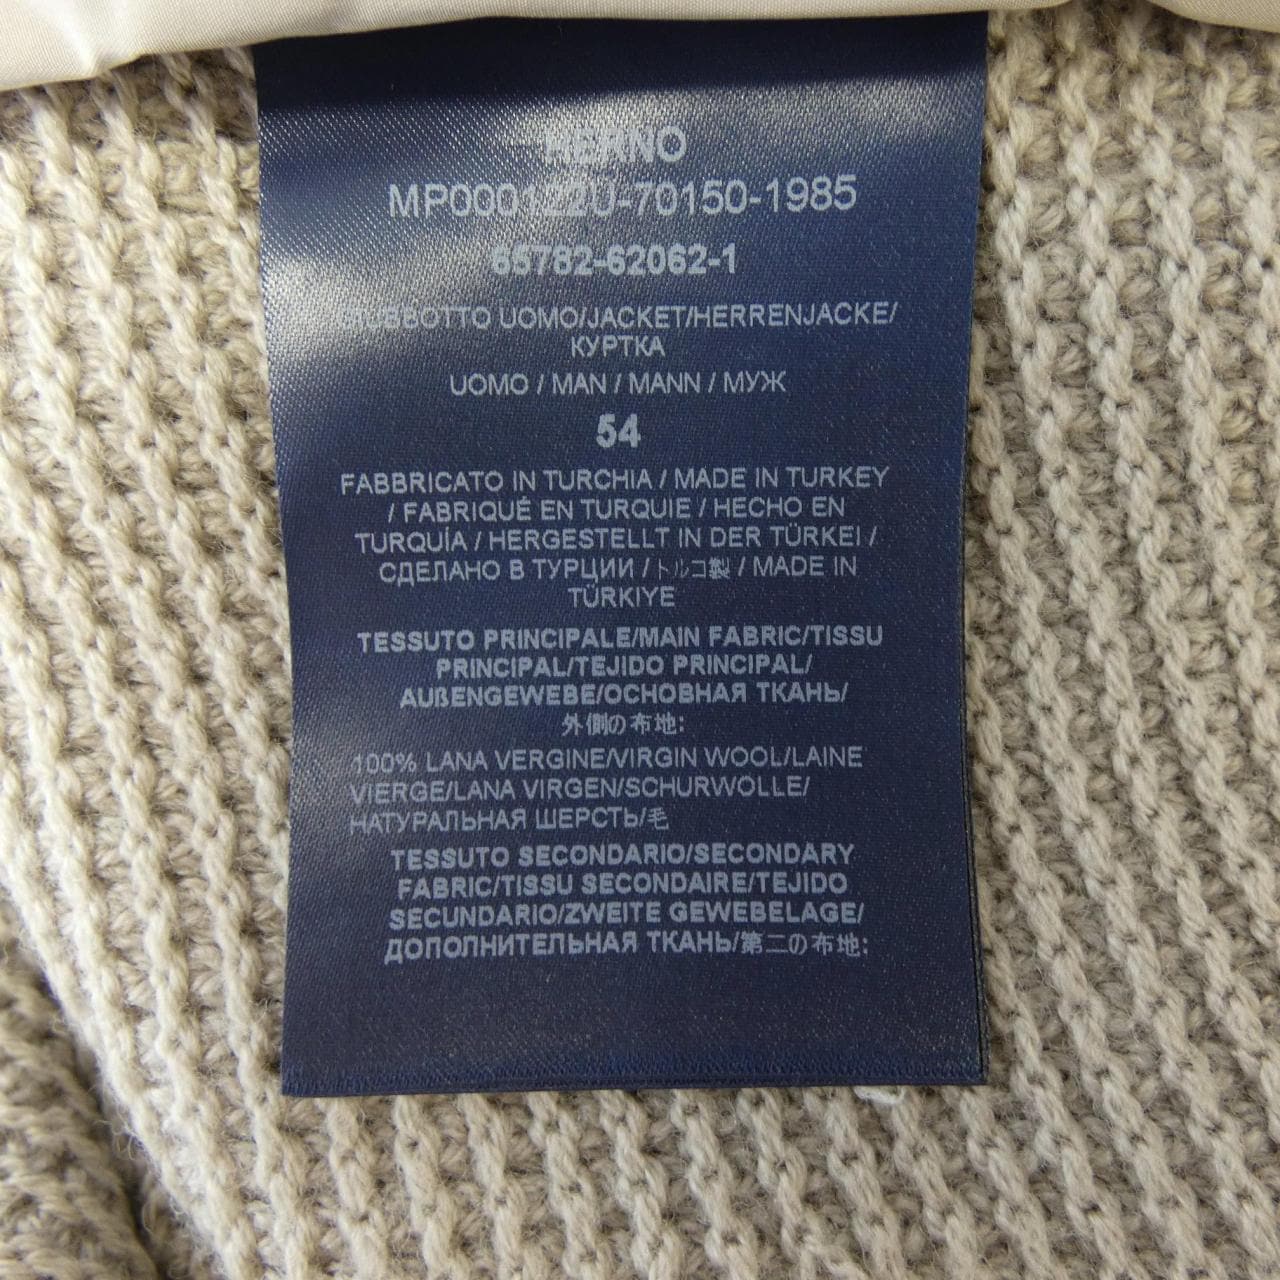 HERNO
MP000122U-70150-1985
65782-62062-1
GIUBBOTTO UOMO/JACKET/HERRENJACKE/
КУРТКА
UOMO / MAN / MANN / МУЖ
54
FABBRICATO IN TURCHIA / MADE IN TURKEY
/ FABRIQUÉ EN TURQUIE / HECHO EN
TURQUÍA / HERGESTELLT IN DER TÜRKEI /
СДЕЛАНО В ТУРЦИИ / トルコ製 / MADE IN
TÜRKIYE
TESSUTO PRINCIPALE/MAIN FABRIC/TISSU
PRINCIPAL/TEJIDO PRINCIPAL/
AUßENGEWEBE/ОСНОВНАЯ ТКАНЬ/
外側の布地:
100% LANA VERGINE/VIRGIN WOOL/LAINE
VIERGE/LANA VIRGEN/SCHURWOLLE/
НАТУРАЛЬНАЯ ШЕРСТЬ/毛
TESSUTO SECONDARIO/SECONDARY
FABRIC/TISSU SECONDAIRE/TEJIDO
SECUNDARIO/ZWEITE GEWEBELAGE/
ДОПОЛНИТЕЛЬНАЯ ТКАНЬ/第二の布地: